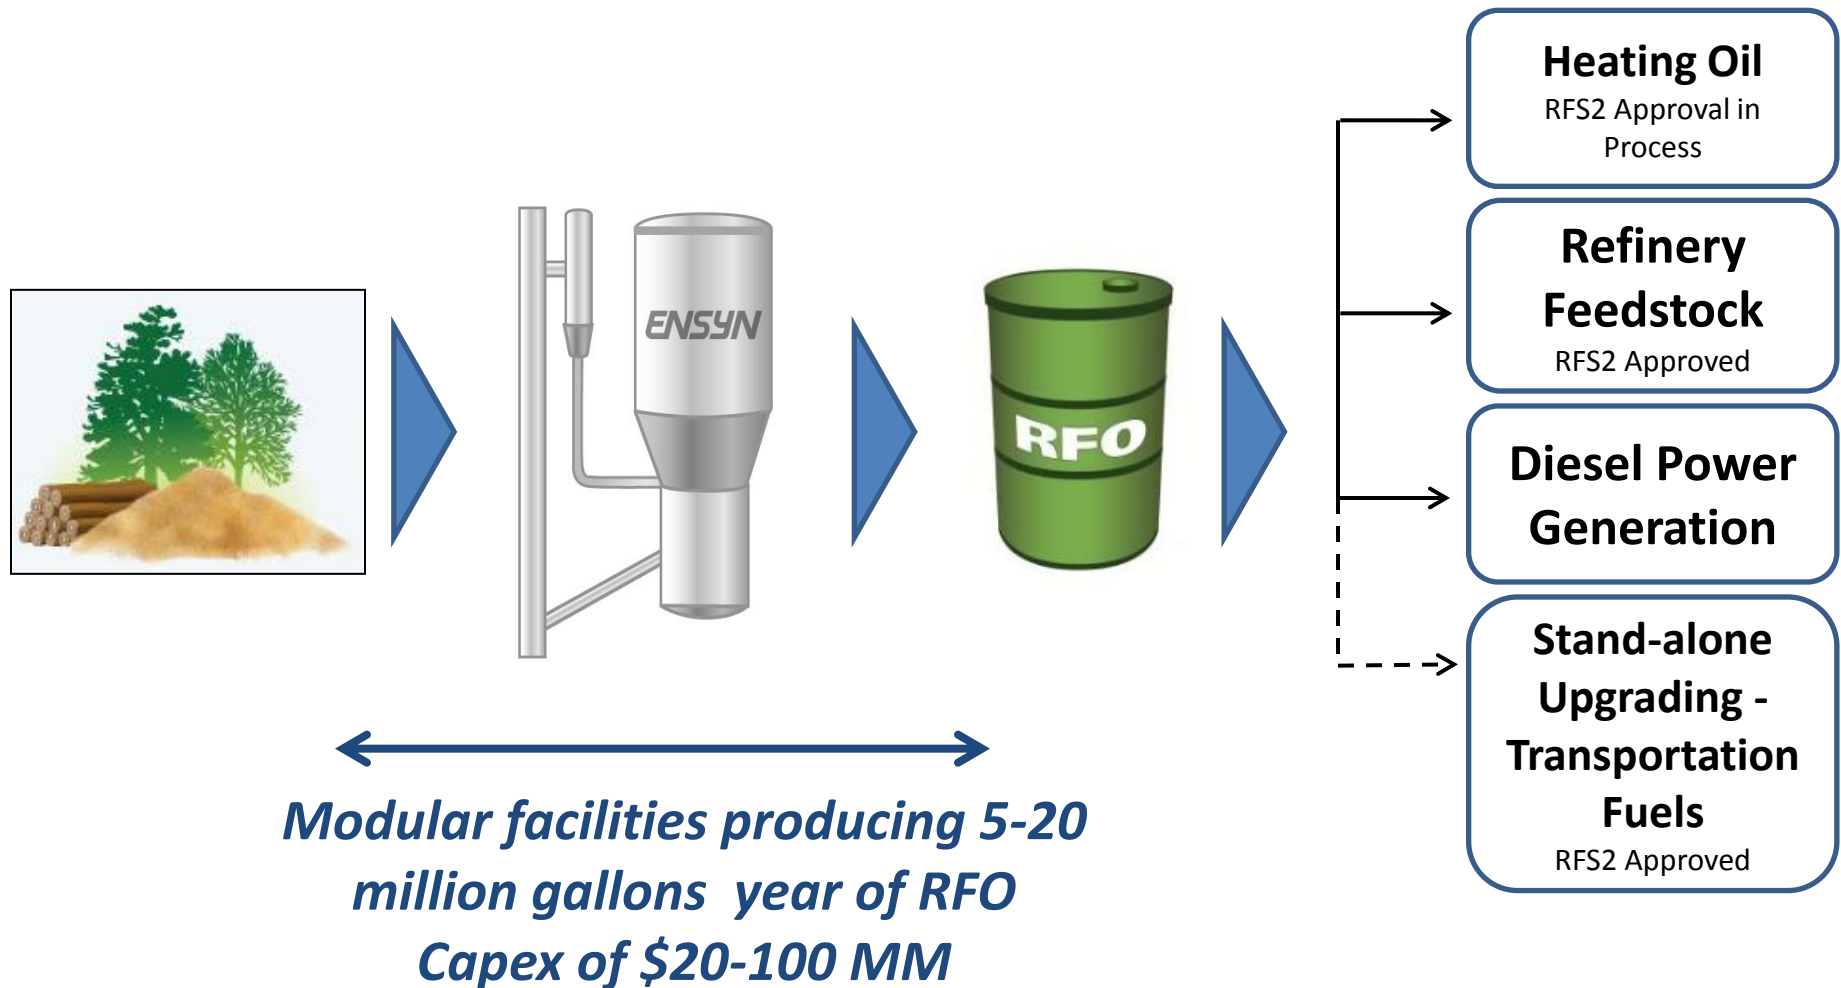 ENSYN
RFO
Heating Oil
RFS2 Approval in
Process
Refinery
Feedstock
RFS2 Approved
Diesel Power
Generation
Stand-alone
Upgrading -
Transportation
Fuels
RFS2 Approved
Modular facilities producing 5-20
million gallons  year of RFO
Capex of $20-100 MM